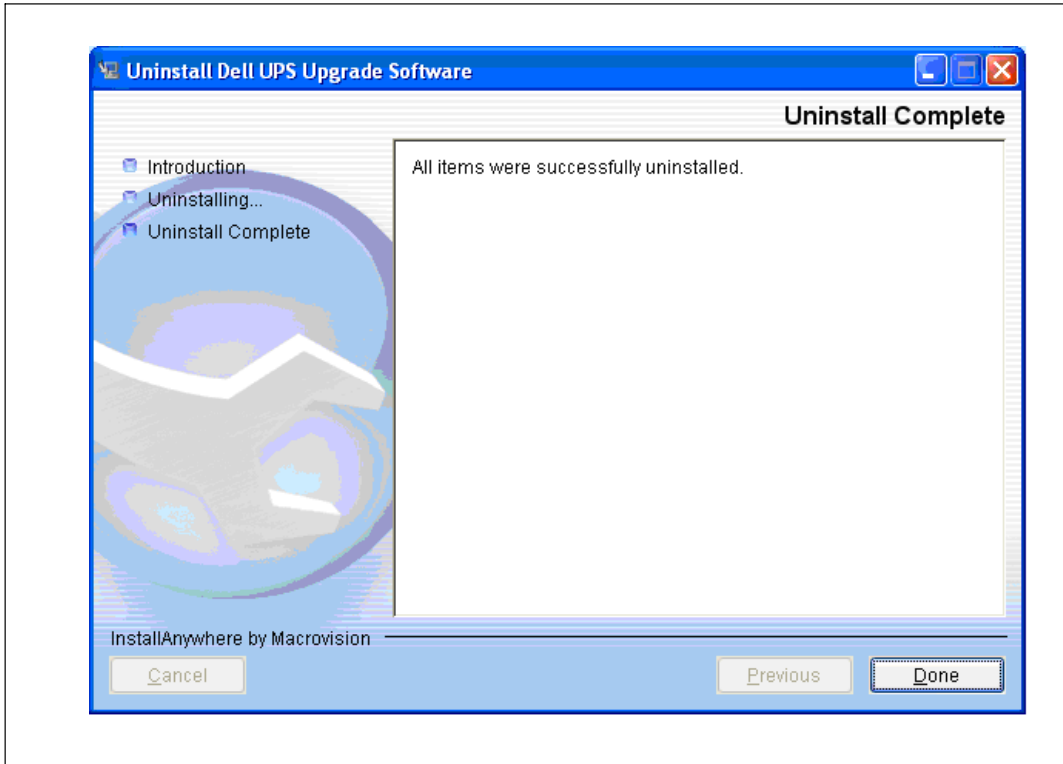 Uninstall Dell UPS Upgrade Software
Uninstall Complete
Introduction
Uninstalling...
Uninstall Complete
All items were successfully uninstalled.
InstallAnywhere by Macrovision
Cancel
Previous
Done